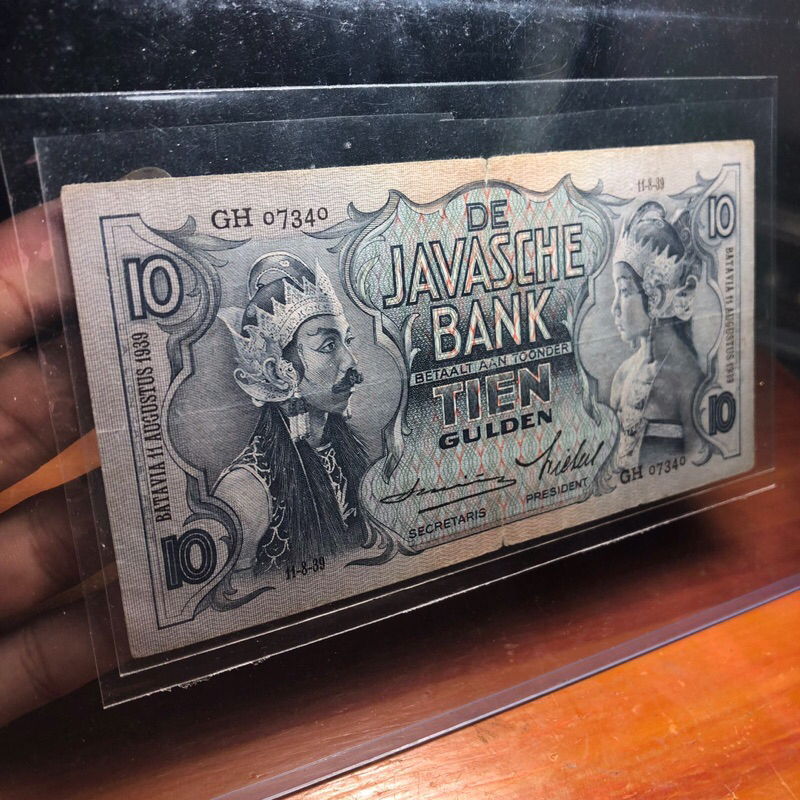 GH 07340
11-8-39
10
10
DE
JAVASCHE
BANK
BETAALT AAN TOONDER
TIEN
GULDEN
BATAVIA 11 AUGUSTUS 1939
BATAVIA 11 AUGUSTUS 1939
10
10
SECRETARIS
PRESIDENT
GH 07340
11-8-39